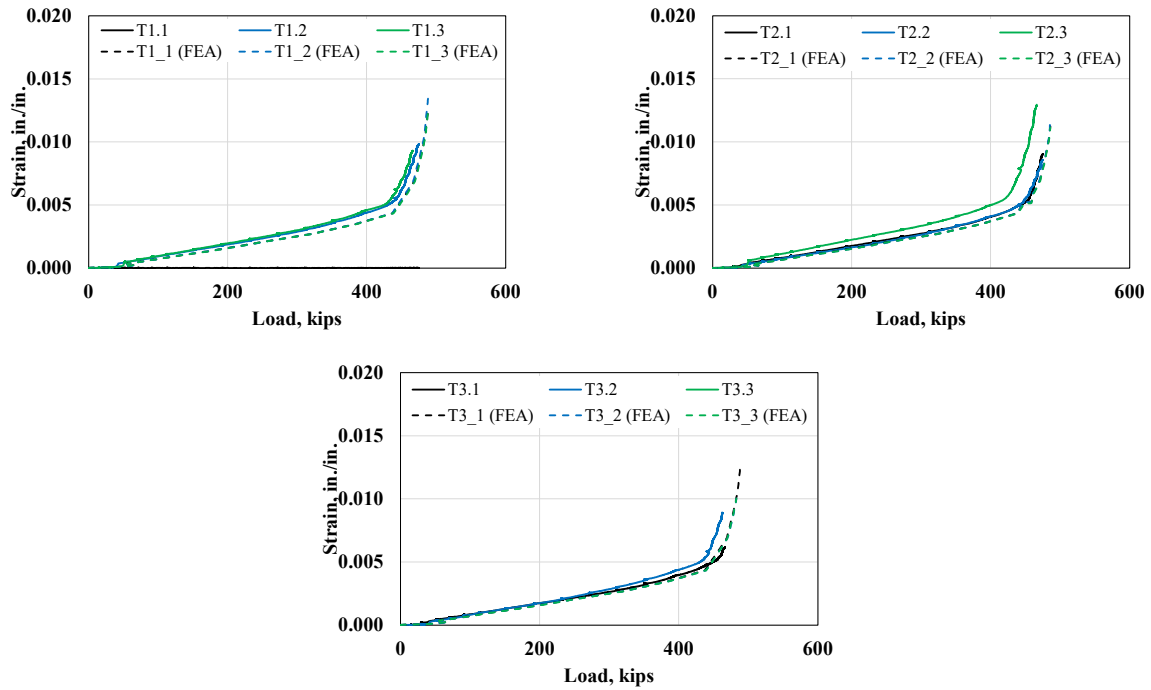 0.020
T1.1 T1.2 T1.3
T1_1 (FEA) T1_2 (FEA) T1_3 (FEA)
0.015
0.010
0.005
0.000
Strain, in./in.
0 200 400 600
Load, kips
0.020
T2.1 T2.2 T2.3
T2_1 (FEA) T2_2 (FEA) T2_3 (FEA)
0.015
0.010
0.005
0.000
Strain, in./in.
0 200 400 600
Load, kips
0.020
T3.1 T3.2 T3.3
T3_1 (FEA) T3_2 (FEA) T3_3 (FEA)
0.015
0.010
0.005
0.000
Strain, in./in.
0 200 400 600
Load, kips